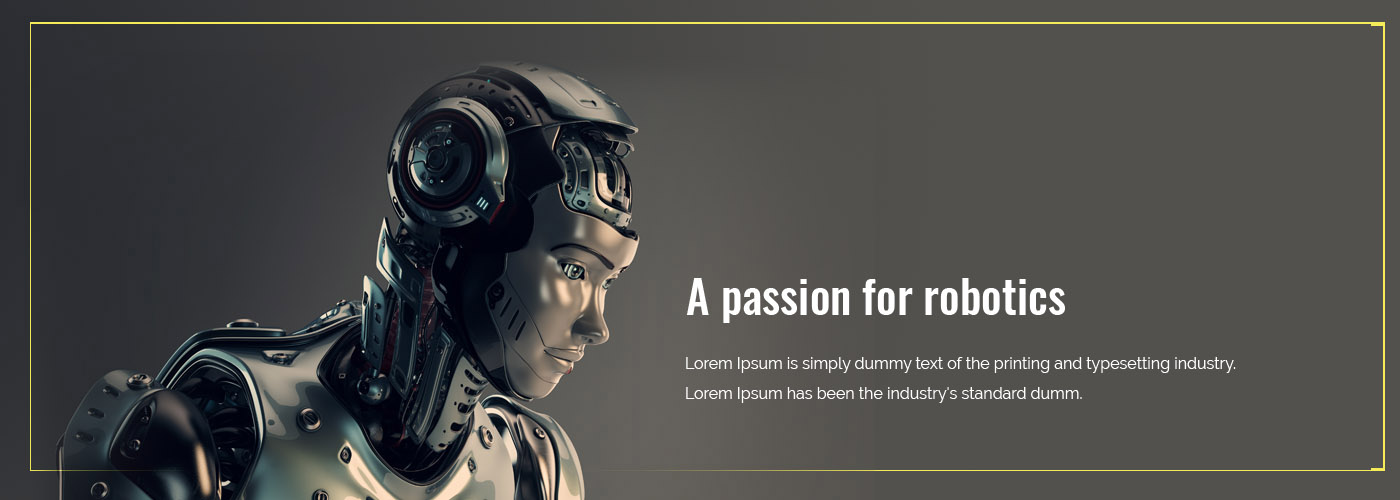 A passion for robotics
Lorem Ipsum is simply dummy text of the printing and typesetting industry.
Lorem Ipsum has been the industry's standard dumm.